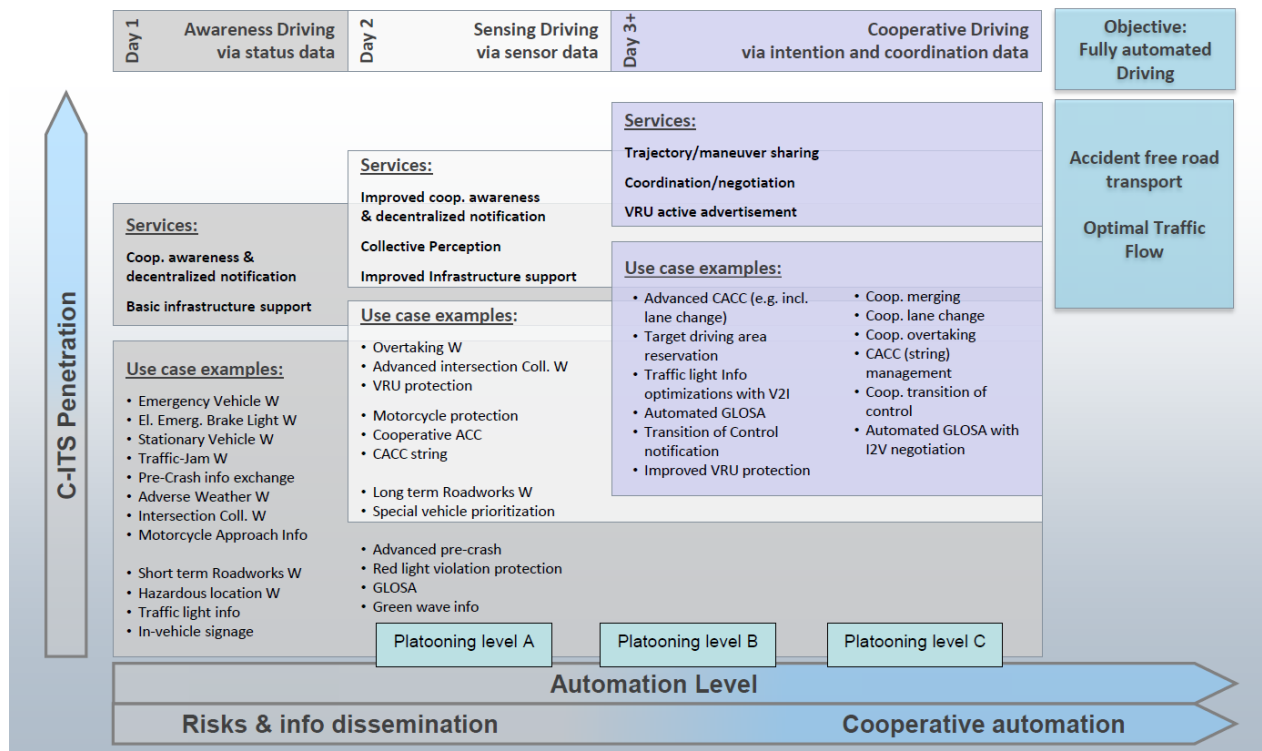 Day 1
Awareness Driving
via status data
Day 2
Sensing Driving
via sensor data
Day 3+
Cooperative Driving
via intention and coordination data
Objective:
Fully automated
Driving
C-ITS Penetration
Services:
Coop. awareness &
decentralized notification
Basic infrastructure support
Use case examples:
• Emergency Vehicle W
• El. Emerg. Brake Light W
• Stationary Vehicle W
• Traffic-Jam W
• Pre-Crash info exchange
• Adverse Weather W
• Intersection Coll. W
• Motorcycle Approach Info
• Short term Roadworks W
• Hazardous location W
• Traffic light info
• In-vehicle signage
Services:
Improved coop. awareness
& decentralized notification
Collective Perception
Improved Infrastructure support
Use case examples:
• Overtaking W
• Advanced intersection Coll. W
• VRU protection
• Motorcycle protection
• Cooperative ACC
• CACC string
• Long term Roadworks W
• Special vehicle prioritization
• Advanced pre-crash
• Red light violation protection
• GLOSA
• Green wave info
Services:
Trajectory/maneuver sharing
Coordination/negotiation
VRU active advertisement
Use case examples:
• Advanced CACC (e.g. incl.
lane change)
• Target driving area
reservation
• Traffic light Info
optimizations with V2I
• Automated GLOSA
• Transition of Control
notification
• Improved VRU protection
• Coop. merging
• Coop. lane change
• Coop. overtaking
• CACC (string)
management
• Coop. transition of
control
• Automated GLOSA with
I2V negotiation
Accident free road
transport
Optimal Traffic
Flow
Platooning level A
Platooning level B
Platooning level C
Automation Level
Risks & info dissemination
Cooperative automation